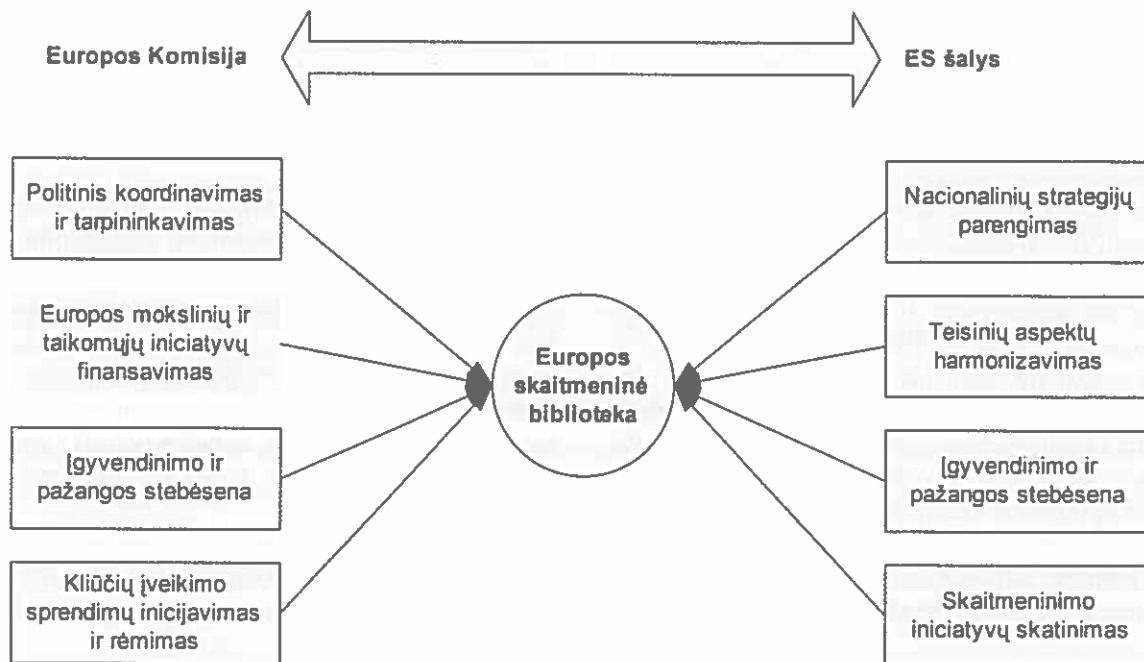 Europos Komisija
ES šalys
Politinis koordinavimas
ir tarpininkavimas
Europos mokslinių ir
taikomųjų iniciatyvų
finansavimas
Įgyvendinimo ir
pažangos stebėsena
Kliūčių įveikimo
sprendimų inicijavimas
ir rėmimas
Europos
skaitmeninė
biblioteka
Nacionalinių strategijų
parengimas
Teisinių aspektų
harmonizavimas
Įgyvendinimo ir
pažangos stebėsena
Skaitmeninimo
iniciatyvų skatinimas